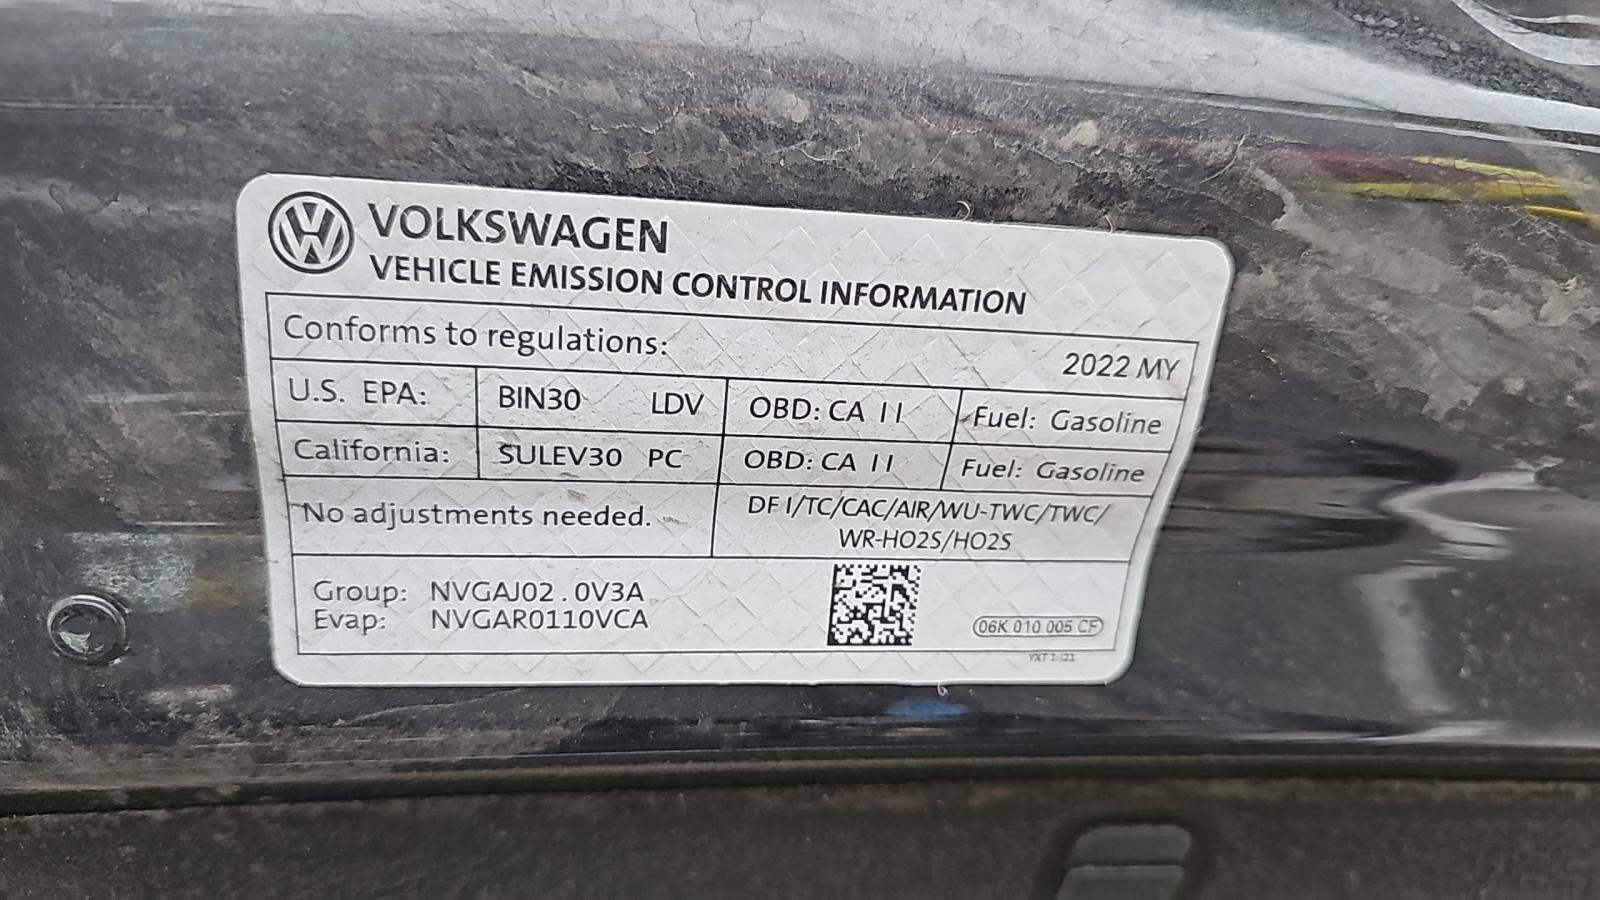 VOLKSWAGEN
VEHICLE EMISSION CONTROL INFORMATION
Conforms to regulations: 2022 MY
U.S. EPA: BIN30 LDV OBD: CA II Fuel: Gasoline
California: SULEV30 PC OBD: CA II Fuel: Gasoline
No adjustments needed. DFI/TC/CAC/AIR/WU-TWC/TWC/
WR-HO2S/HO2S
Group: NVGAJ02.0V3A
Evap: NVGAR0110VCA
06K 010 005 CF